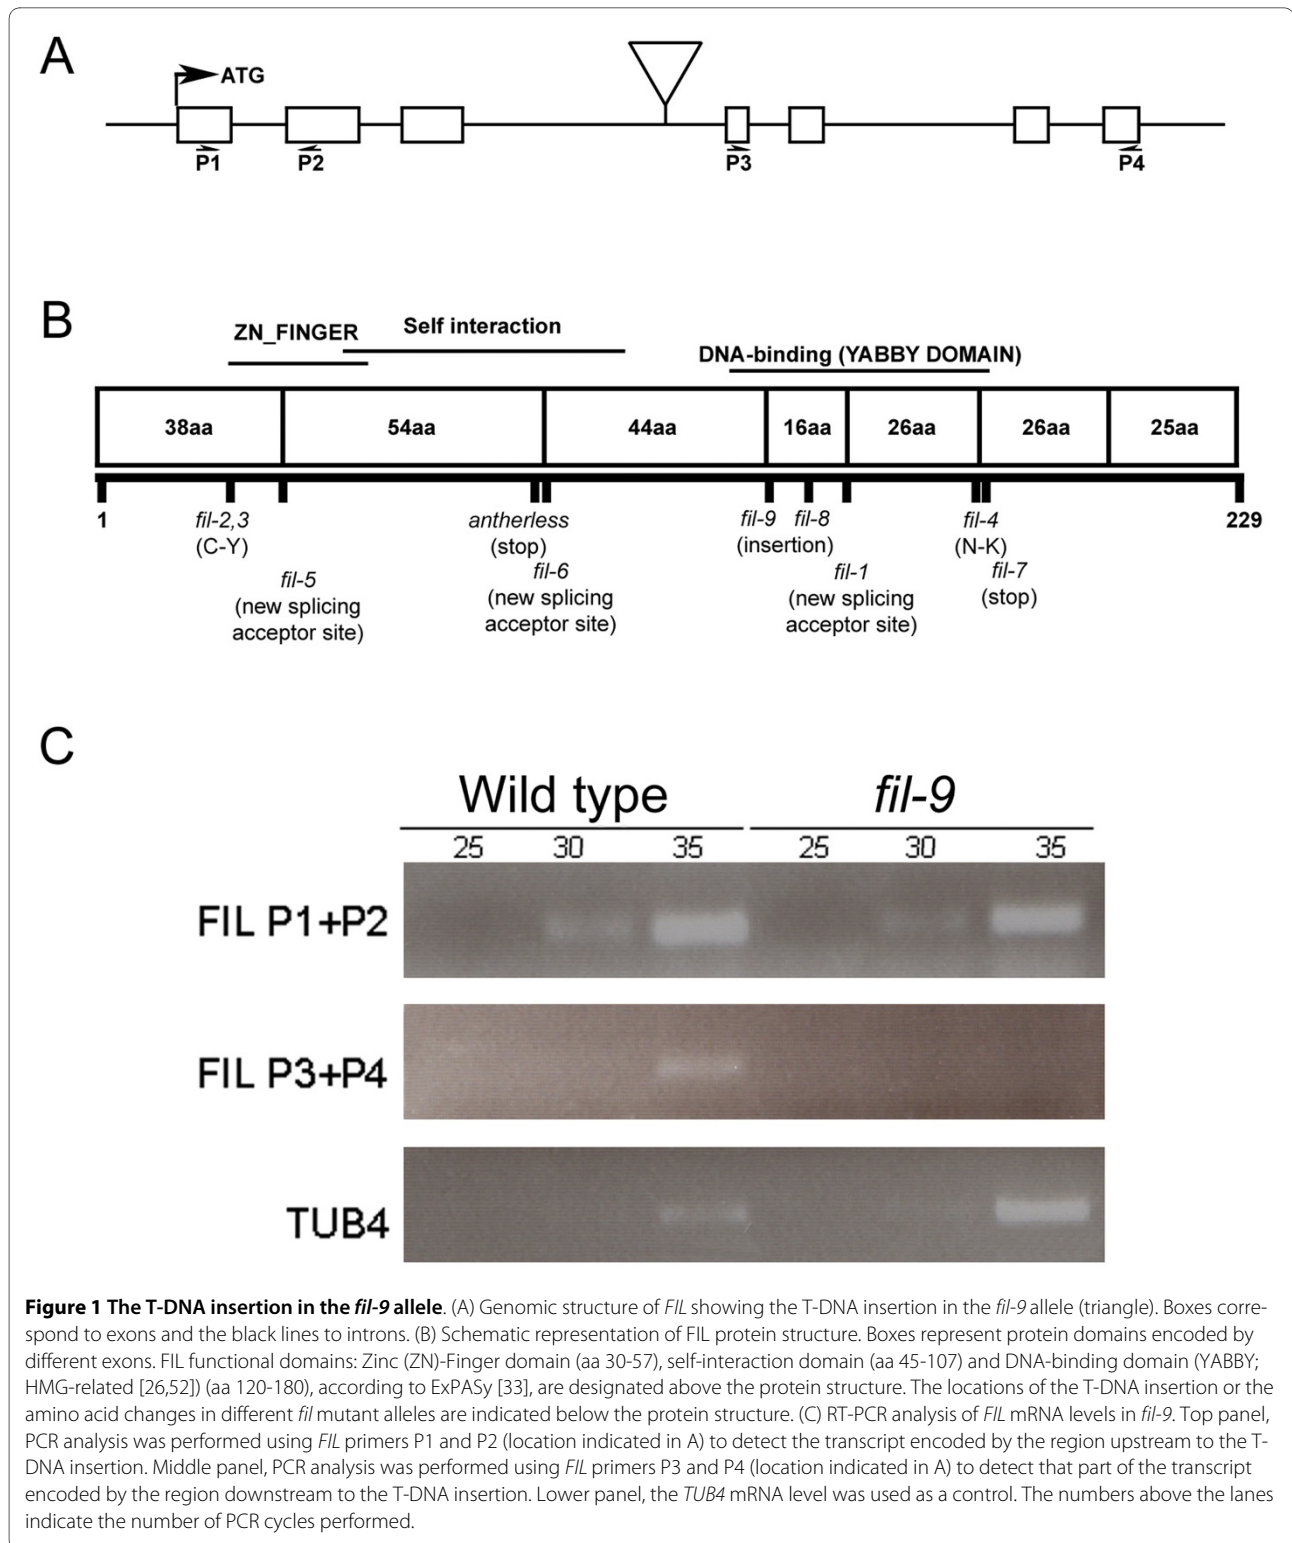 A
ATG
P1 P2 P3 P4
B
ZN_FINGER Self interaction
DNA-binding (YABBY DOMAIN)
38aa 54aa 44aa 16aa 26aa 26aa 25aa
1 fil-2,3 antherless fil-9 fil-8 fil-4 229
(C-Y) (stop) (insertion) (N-K)
fil-5 fil-6 fil-1 fil-7
(new splicing (new splicing (new splicing (stop)
acceptor site) acceptor site) acceptor site)
C
Wild type fil-9
25 30 35 25 30 35
FIL P1+P2
FIL P3+P4
TUB4
Figure 1 The T-DNA insertion in the fil-9 allele. (A) Genomic structure of FIL showing the T-DNA insertion in the fil-9 allele (triangle). Boxes corre-
spond to exons and the black lines to introns. (B) Schematic representation of FIL protein structure. Boxes represent protein domains encoded by
different exons. FIL functional domains: Zinc (ZN)-Finger domain (aa 30-57), self-interaction domain (aa 45-107) and DNA-binding domain (YABBY;
HMG-related [26,52]) (aa 120-180), according to ExPASy [33], are designated above the protein structure. The locations of the T-DNA insertion or the
amino acid changes in different fil mutant alleles are indicated below the protein structure. (C) RT-PCR analysis of FIL mRNA levels in fil-9. Top panel,
PCR analysis was performed using FIL primers P1 and P2 (location indicated in A) to detect the transcript encoded by the region upstream to the T-
DNA insertion. Middle panel, PCR analysis was performed using FIL primers P3 and P4 (location indicated in A) to detect that part of the transcript
encoded by the region downstream to the T-DNA insertion. Lower panel, the TUB4 mRNA level was used as a control. The numbers above the lanes
indicate the number of PCR cycles performed.